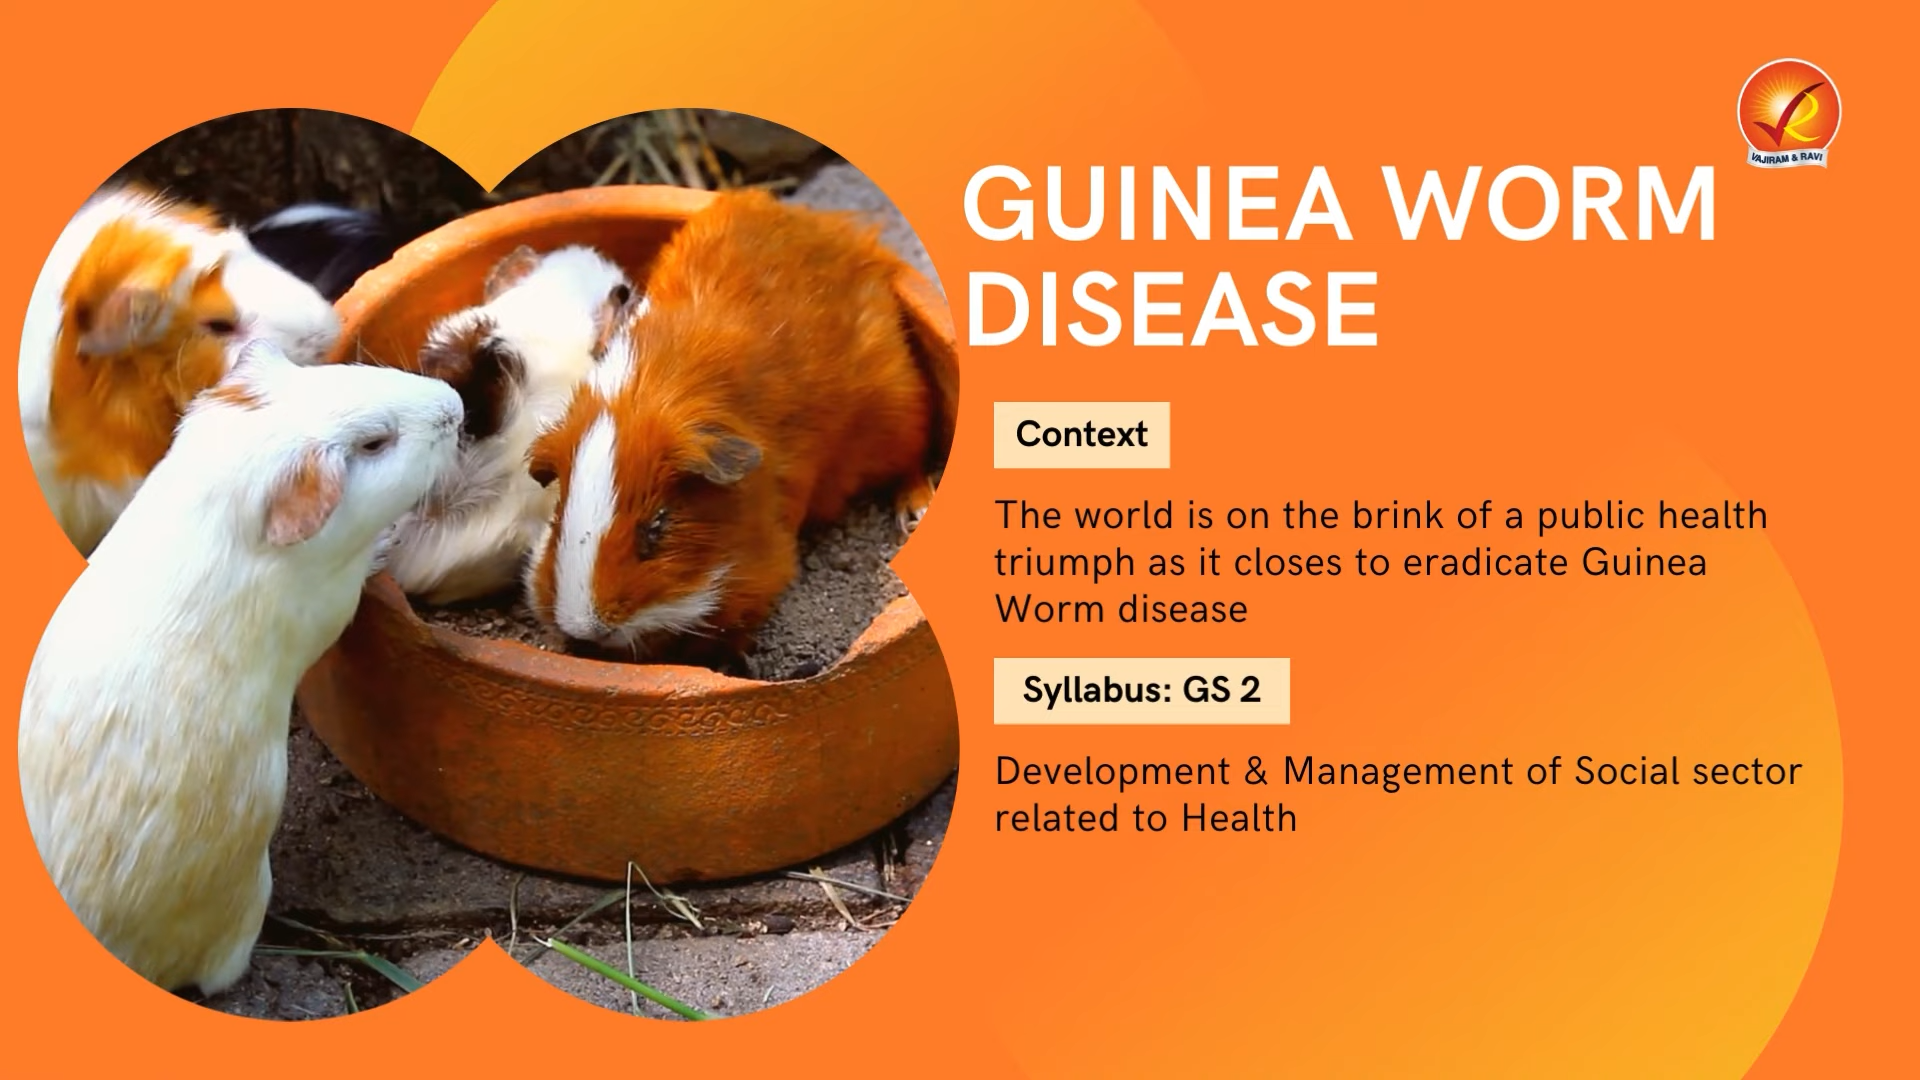 VAJIRAM & RAVI
GUINEA WORM
DISEASE
Context
The world is on the brink of a public health
triumph as it closes to eradicate Guinea
Worm disease
Syllabus: GS 2
Development & Management of Social sector
related to Health